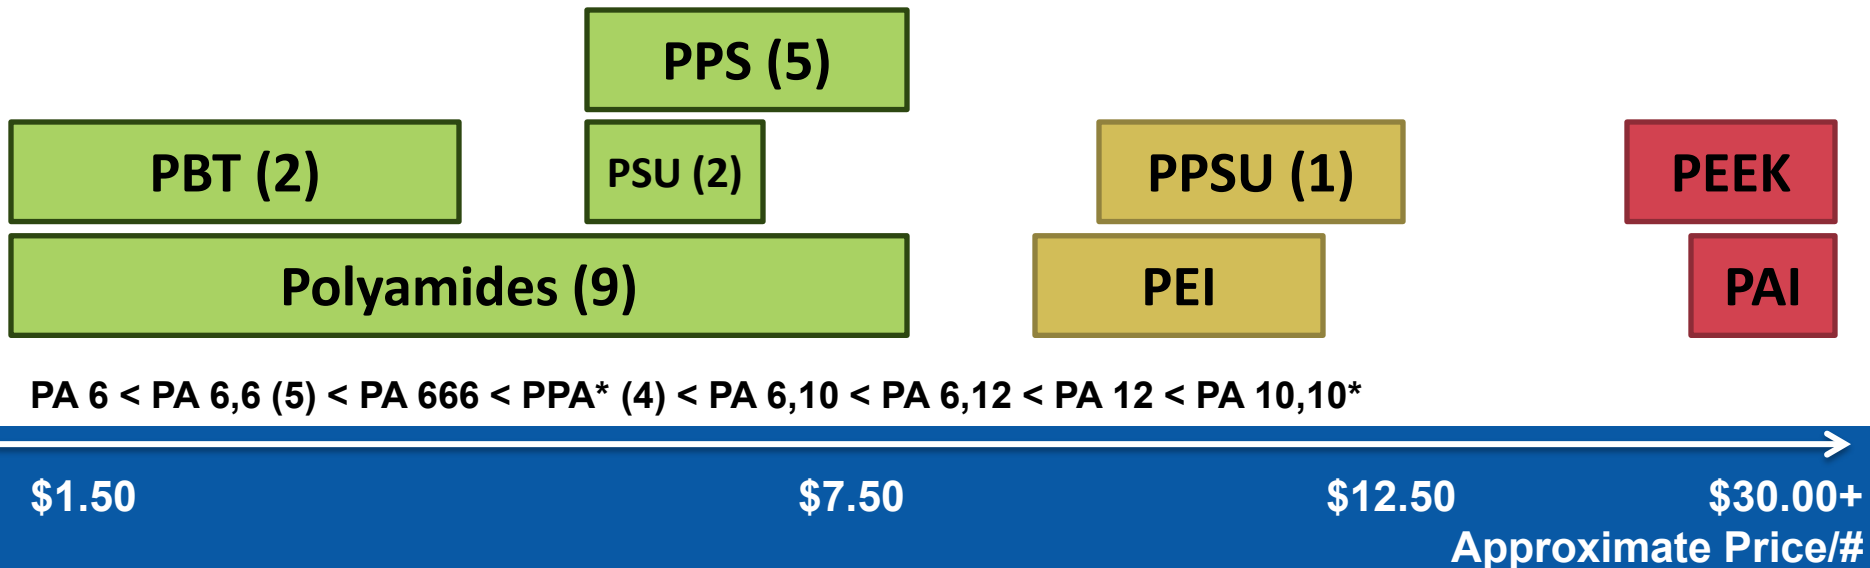 PPS (5)
PBT (2)
PSU (2)
PPSU (1)
PEEK
Polyamides (9)
PEI
PAI
PA 6 < PA 6,6 (5) < PA 666 < PPA* (4) < PA 6,10 < PA 6,12 < PA 12 < PA 10,10*
$1.50
$7.50
$12.50
$30.00+
Approximate Price/#